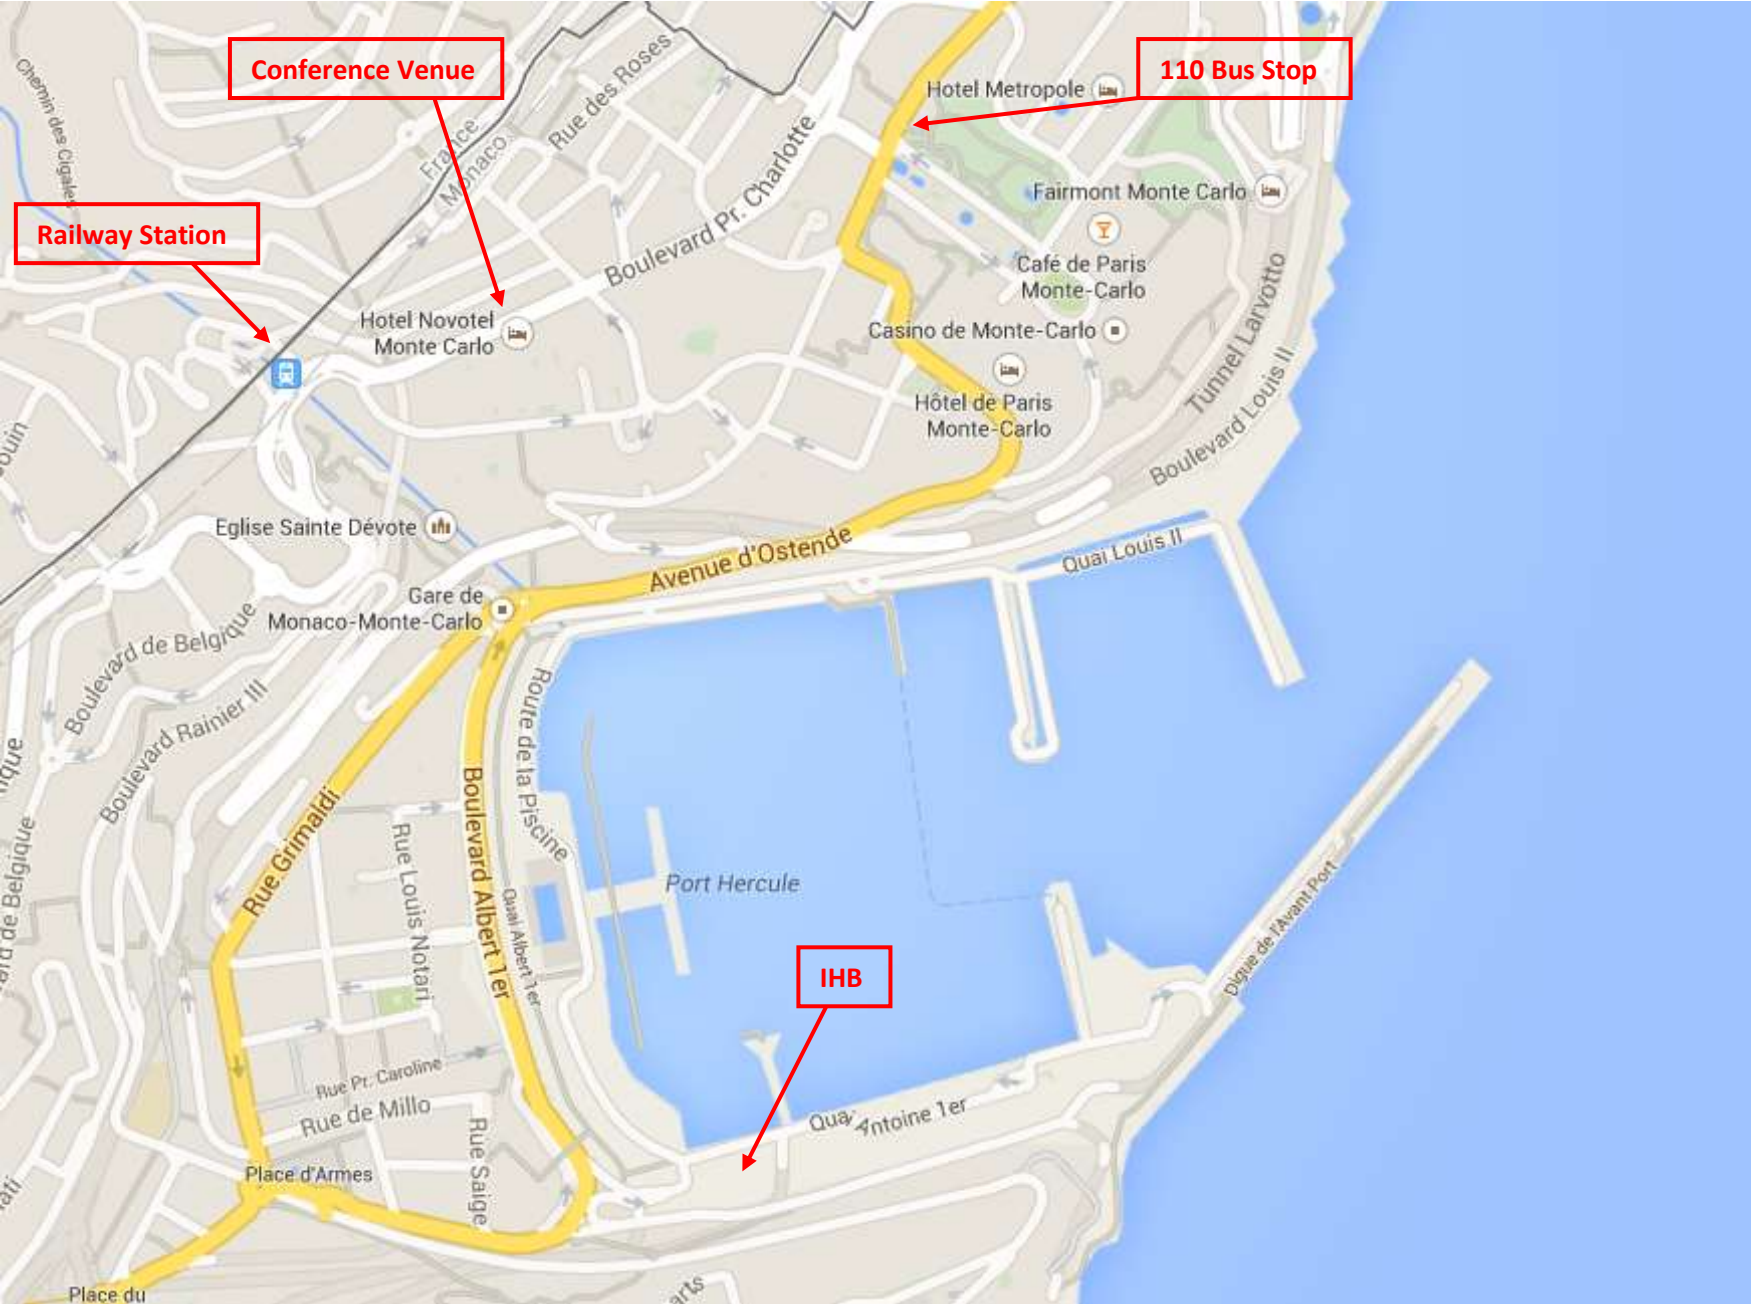 Conference Venue
110 Bus Stop
Railway Station
IHB
Chemin des Cigales
France
Monaco
Rue des Roses
Boulevard Pr. Charlotte
Hotel Metropole
Fairmont Monte Carlo
Café de Paris
Monte-Carlo
Hotel Novotel
Monte Carlo
Casino de Monte-Carlo
Hôtel de Paris
Monte-Carlo
Tunnel Larvotto
Boulevard Louis II
Eglise Sainte Dévote
Avenue d'Ostende
Quai Louis II
Gare de
Monaco-Monte-Carlo
Boulevard de Belgique
Boulevard Rainier III
Route de la Piscine
Rue Grimaldi
Boulevard Albert 1er
Rue Louis Notari
Quai Albert 1er
Port Hercule
Digue de l'Avant Port
Rue Pr. Caroline
Rue de Millo
Rue Saige
Quai Antoine 1er
Place d'Armes
Place du